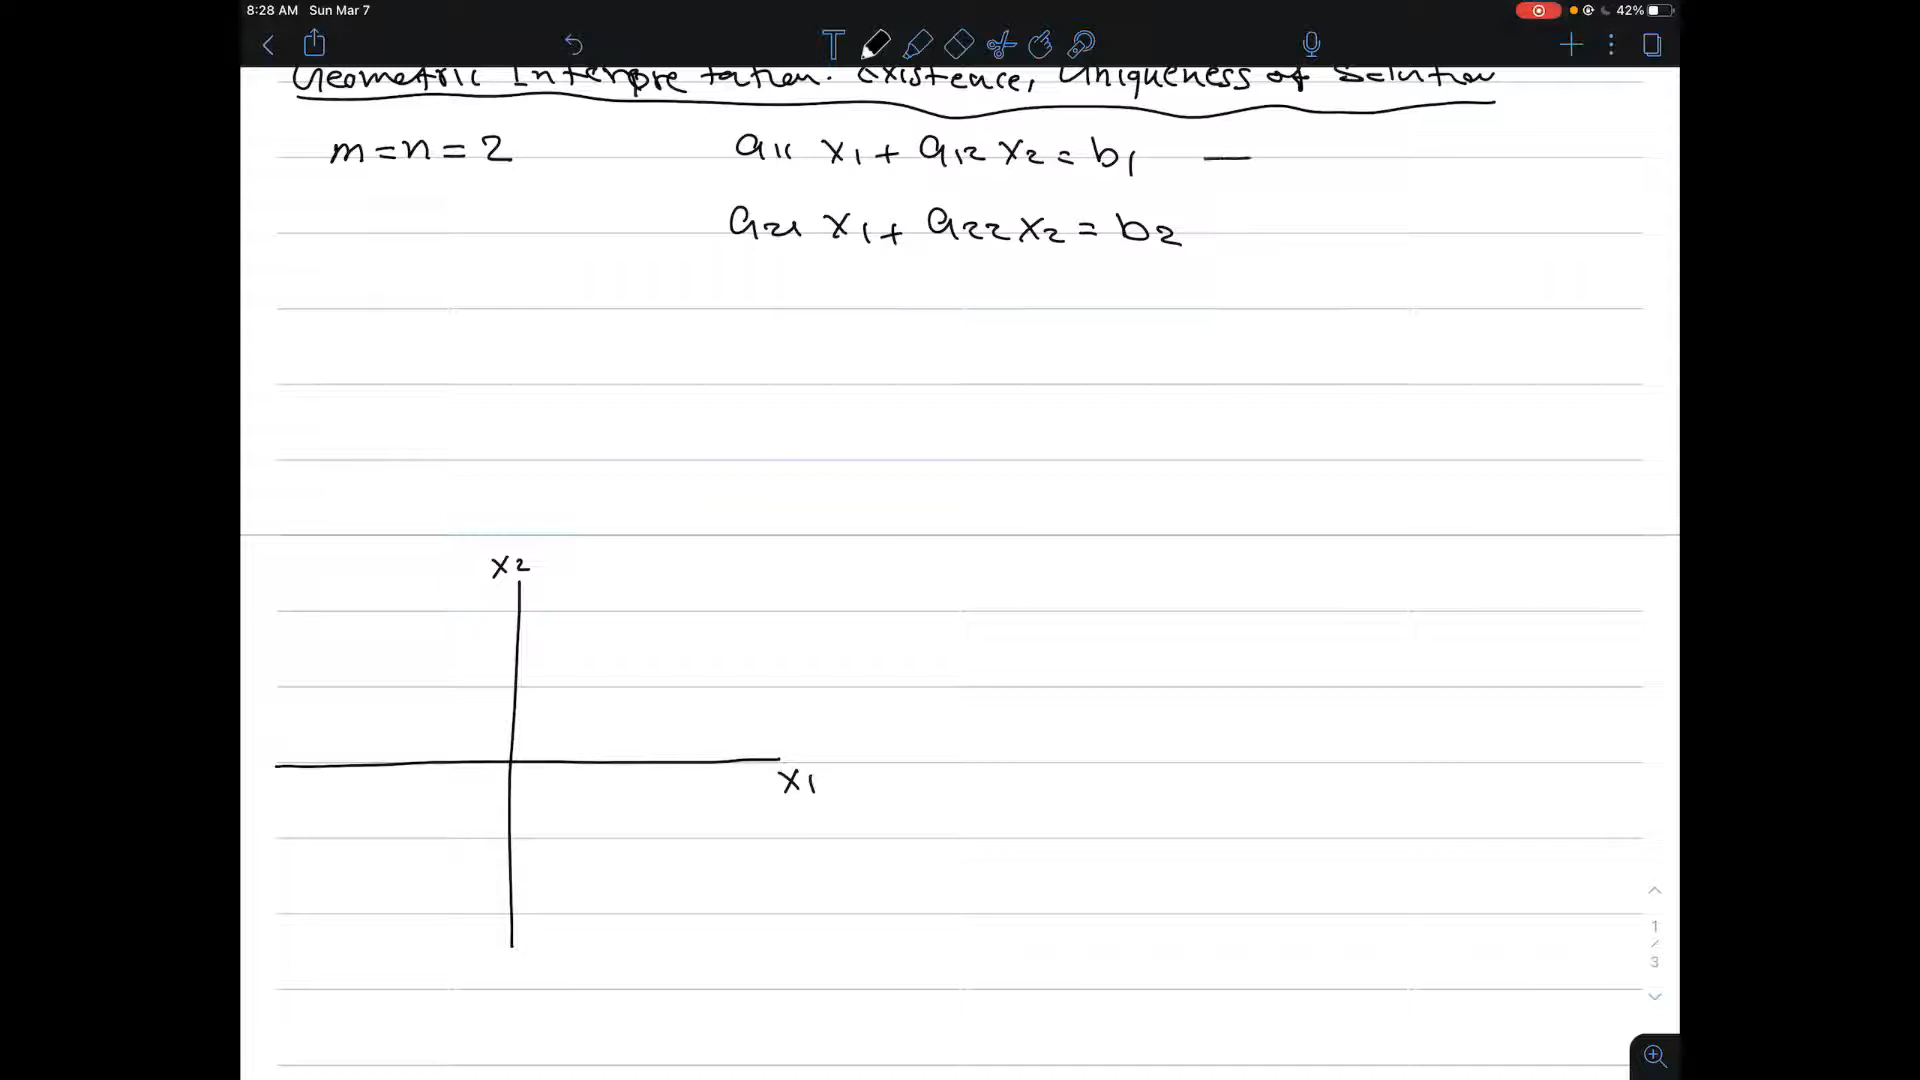 8:28 AM Sun Mar 7 42%
Geometric Interpretation. Existence, Uniqueness of Solution
m = n = 2 a11 x1 + a12 x2 = b1 —
a21 x1 + a22 x2 = b2
x2
x1
1
/
3